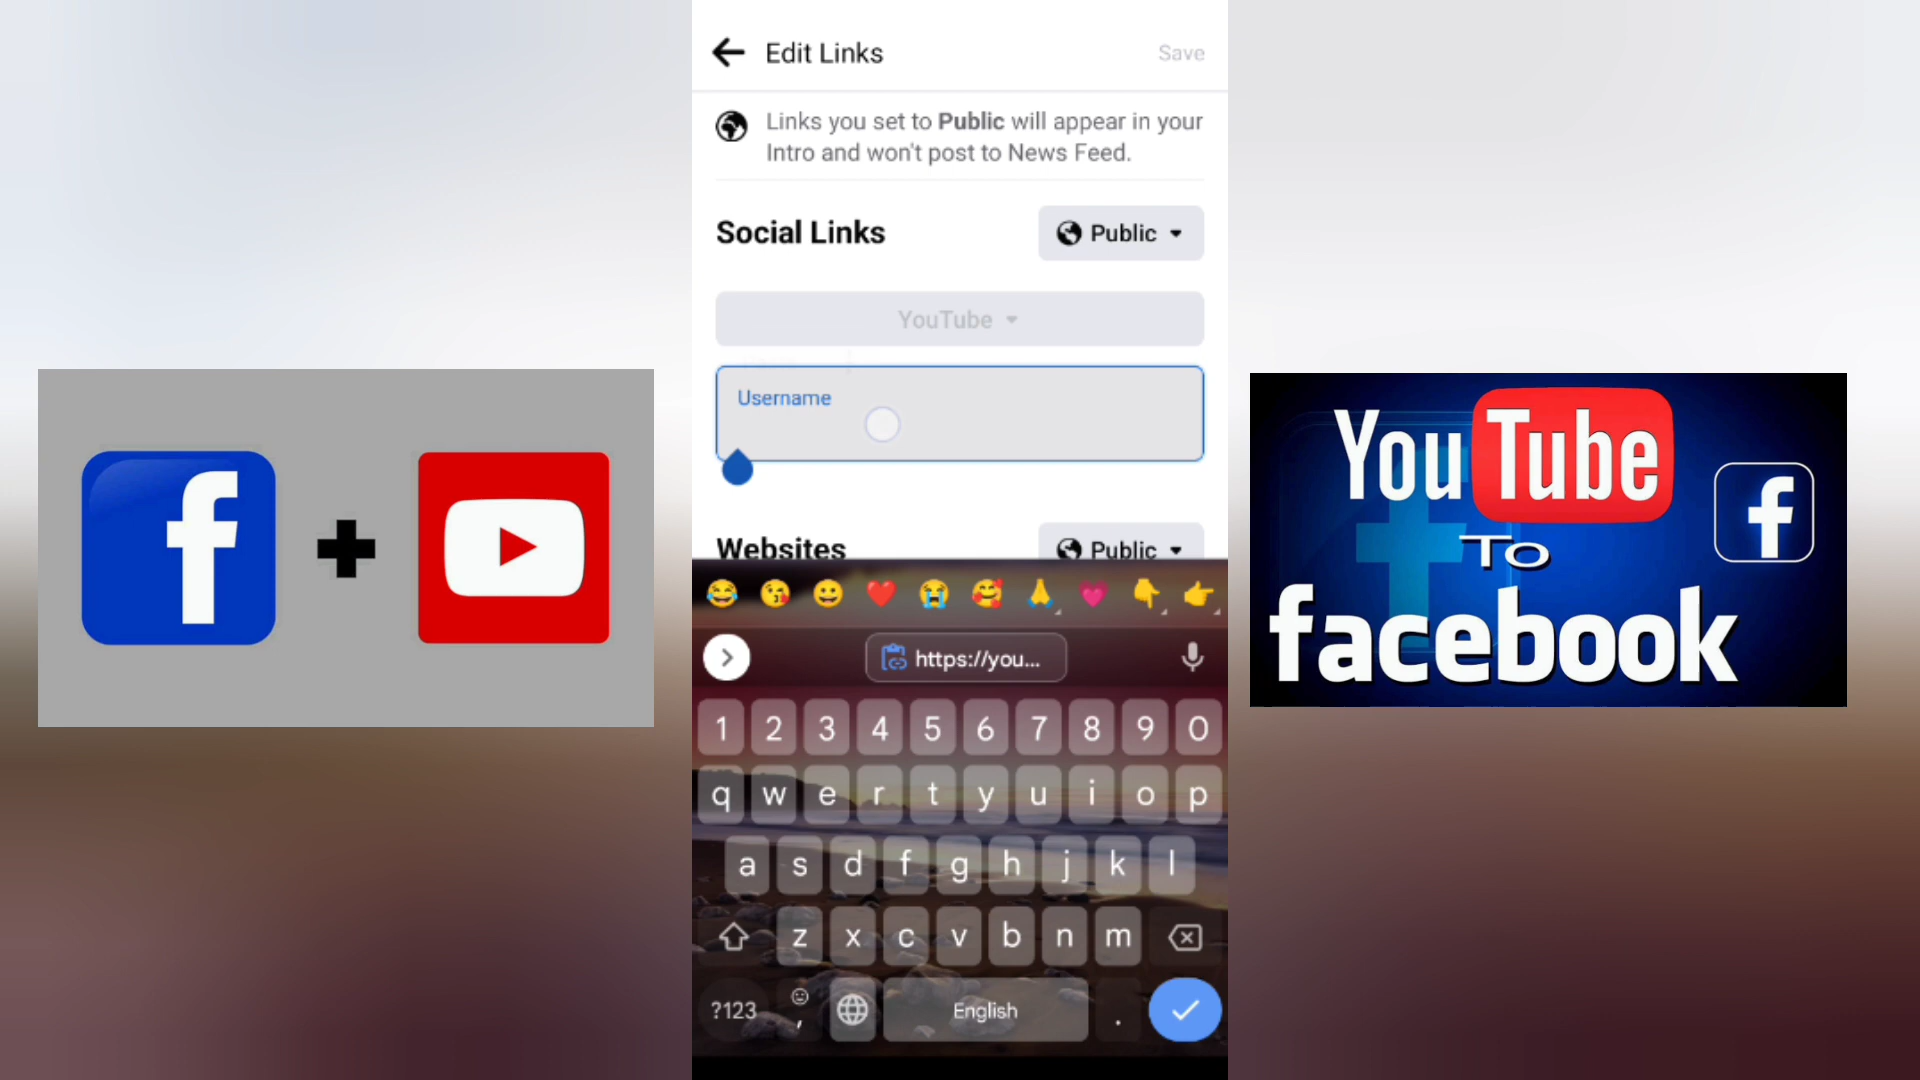 Edit Links
Save
Links you set to Public will appear in your
Intro and won't post to News Feed.
Social Links
Public
YouTube
Username
Websites
Public
https://you...
1 2 3 4 5 6 7 8 9 0
q w e r t y u i o p
a s d f g h j k l
z x c v b n m
?123
,
English
.
f
YouTube
f
To
facebook